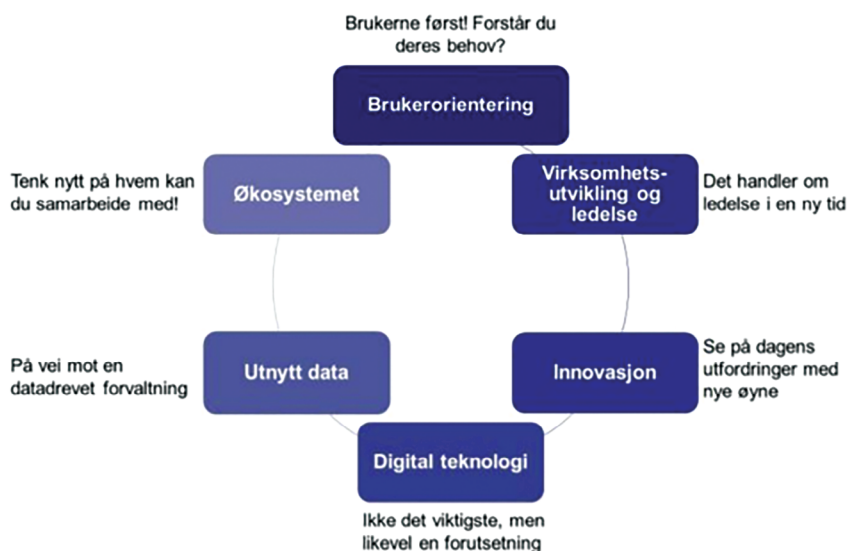 Brukerne først! Forstår du
deres behov?
Brukerorientering
Virksomhets-
utvikling og
ledelse
Det handler om
ledelse i en ny tid
Innovasjon
Se på dagens
utfordringer med
nye øyne
Digital teknologi
Ikke det viktigste, men
likevel en forutsetning
Utnytt data
På vei mot en
datadrevet forvaltning
Økosystemet
Tenk nytt på hvem kan
du samarbeide med!